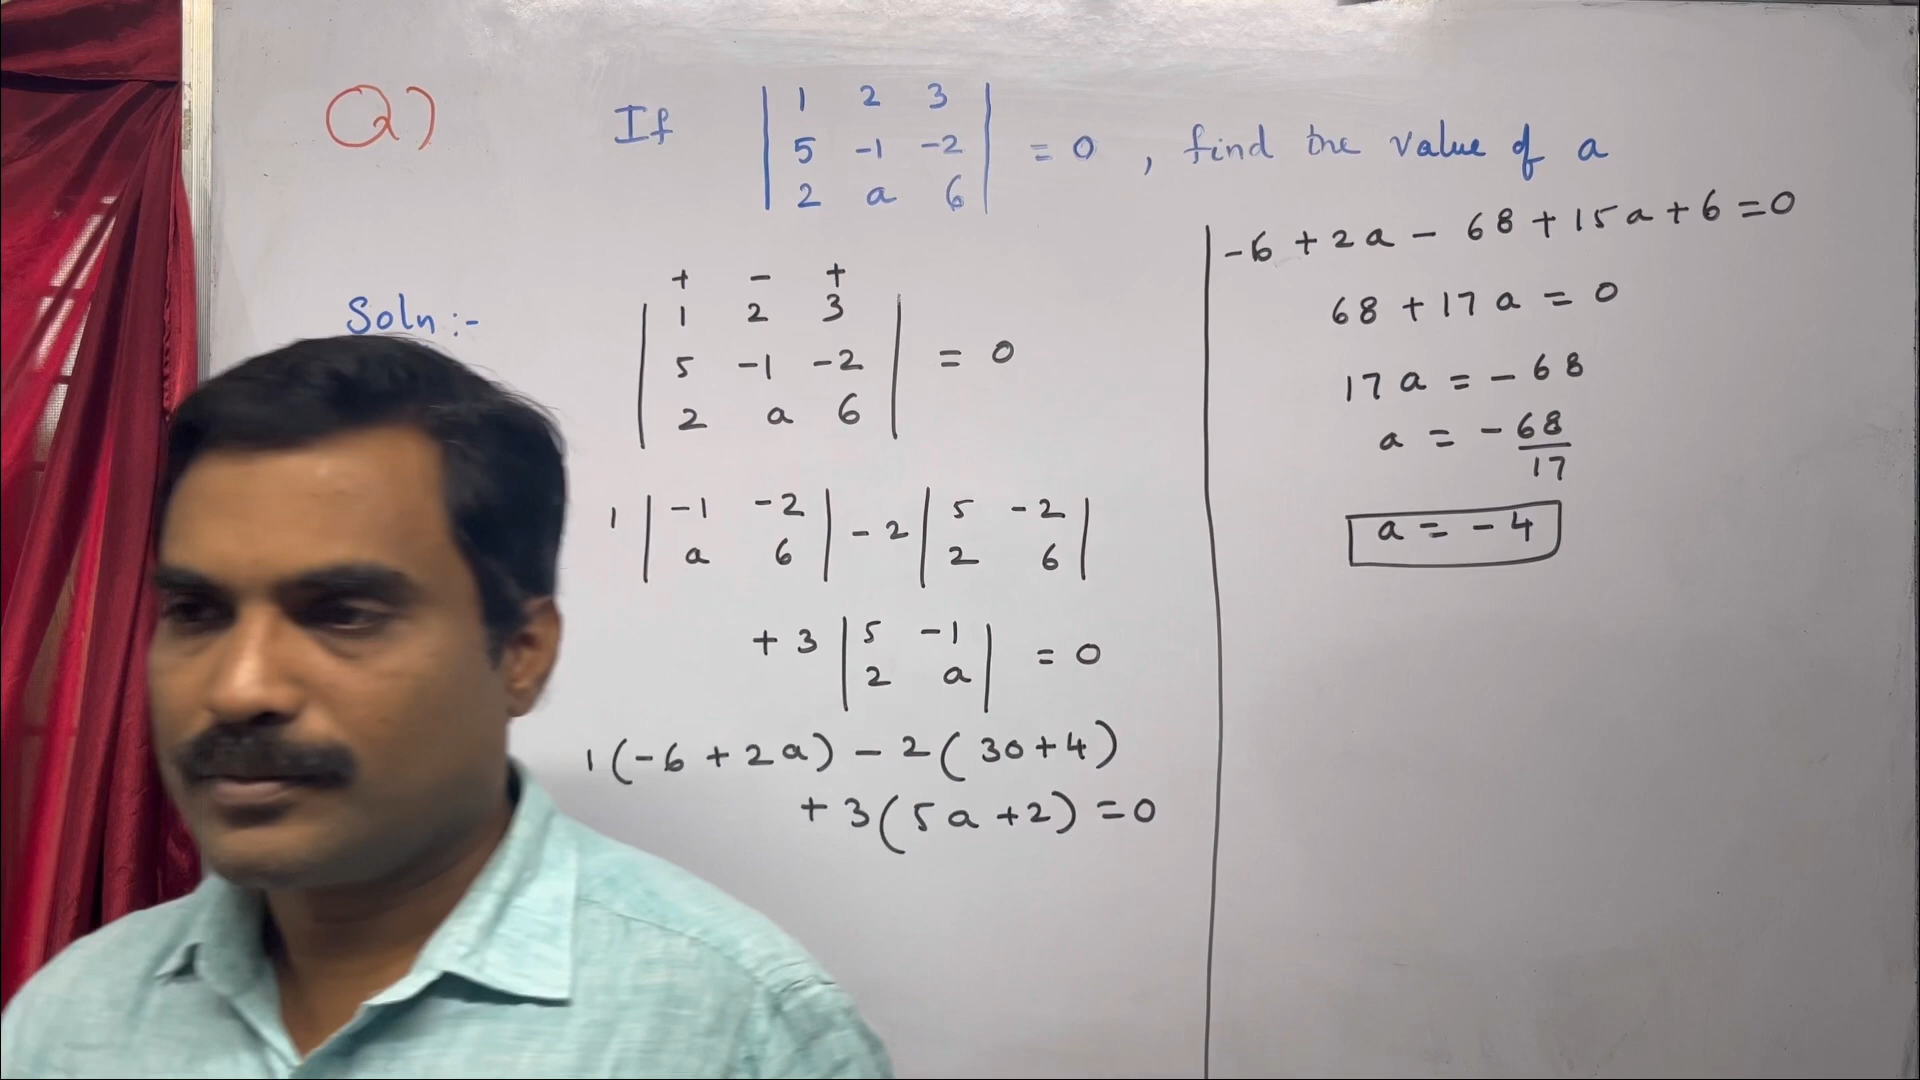 Q) If | 1 2 3 | = 0 , find the value of a
| 5 -1 -2 |
| 2 a 6 |
Soln :-
+ - +
| 1 2 3 |
| 5 -1 -2 | = 0
| 2 a 6 |
1 | -1 -2 | - 2 | 5 -2 |
| a 6 | | 2 6 |
+ 3 | 5 -1 | = 0
| 2 a |
1 (-6 + 2a) - 2 ( 30 + 4 )
+ 3 ( 5a + 2 ) = 0
-6 + 2a - 68 + 15a + 6 = 0
68 + 17a = 0
17a = - 68
a = - 68
17
a = - 4